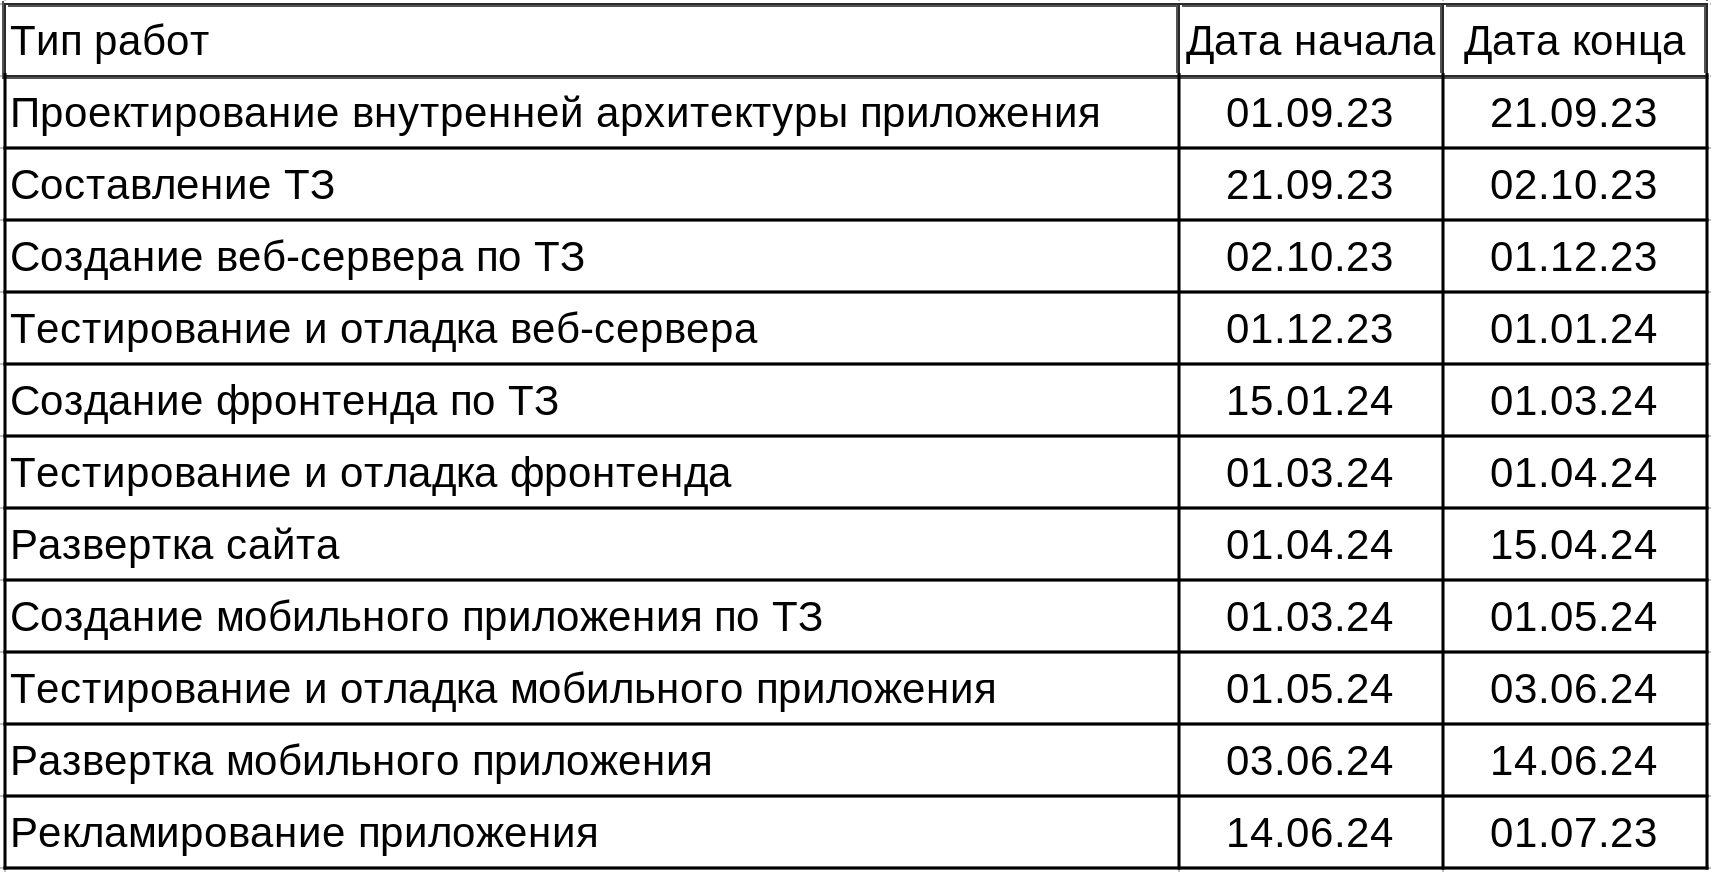 Тип работ Дата начала Дата конца
Проектирование внутренней архитектуры приложения 01.09.23 21.09.23
Составление ТЗ 21.09.23 02.10.23
Создание веб-сервера по ТЗ 02.10.23 01.12.23
Тестирование и отладка веб-сервера 01.12.23 01.01.24
Создание фронтенда по ТЗ 15.01.24 01.03.24
Тестирование и отладка фронтенда 01.03.24 01.04.24
Развертка сайта 01.04.24 15.04.24
Создание мобильного приложения по ТЗ 01.03.24 01.05.24
Тестирование и отладка мобильного приложения 01.05.24 03.06.24
Развертка мобильного приложения 03.06.24 14.06.24
Рекламирование приложения 14.06.24 01.07.23